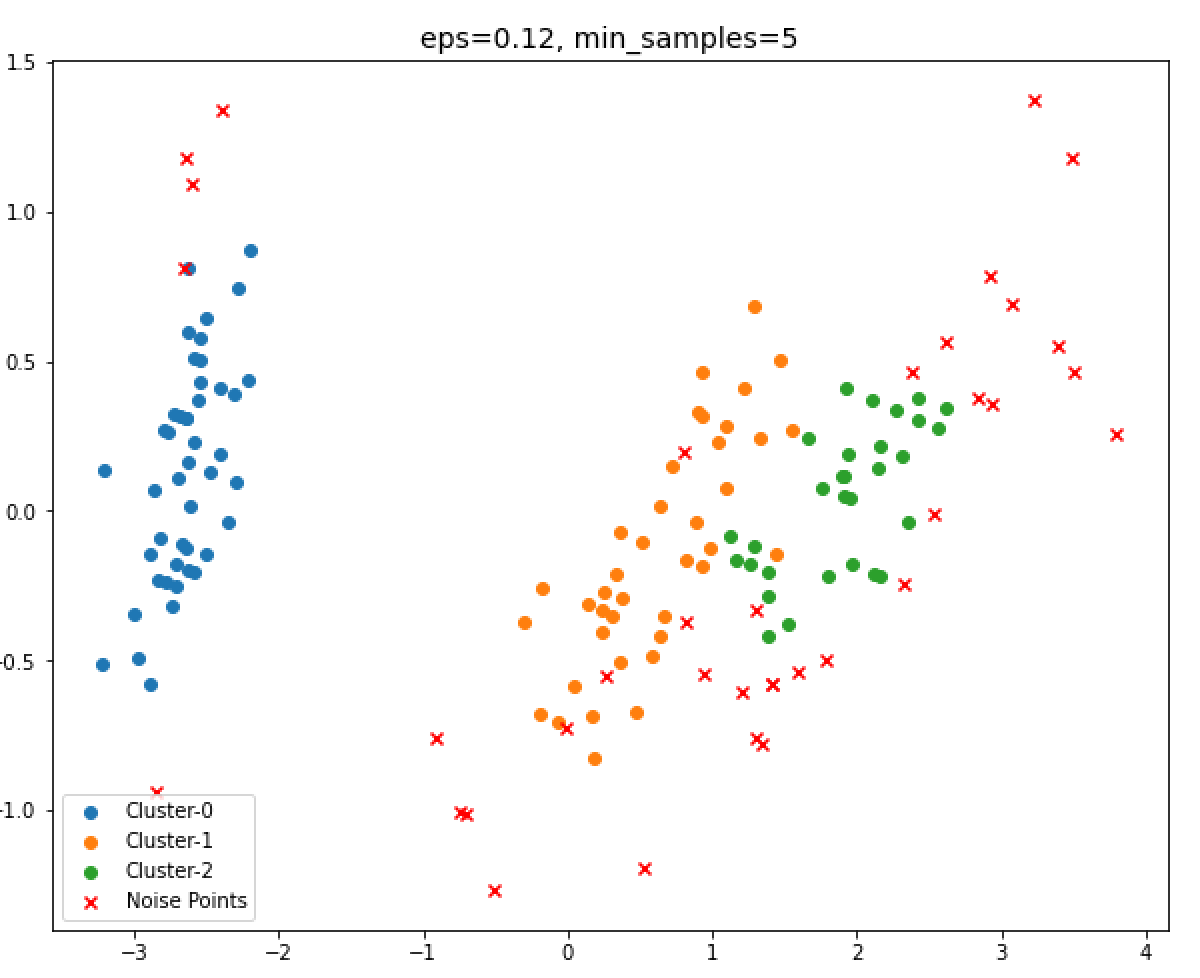 eps=0.12, min_samples=5
1.5
1.0
0.5
0.0
-0.5
-1.0
Cluster-0
Cluster-1
Cluster-2
Noise Points
−3 −2 −1 0 1 2 3 4